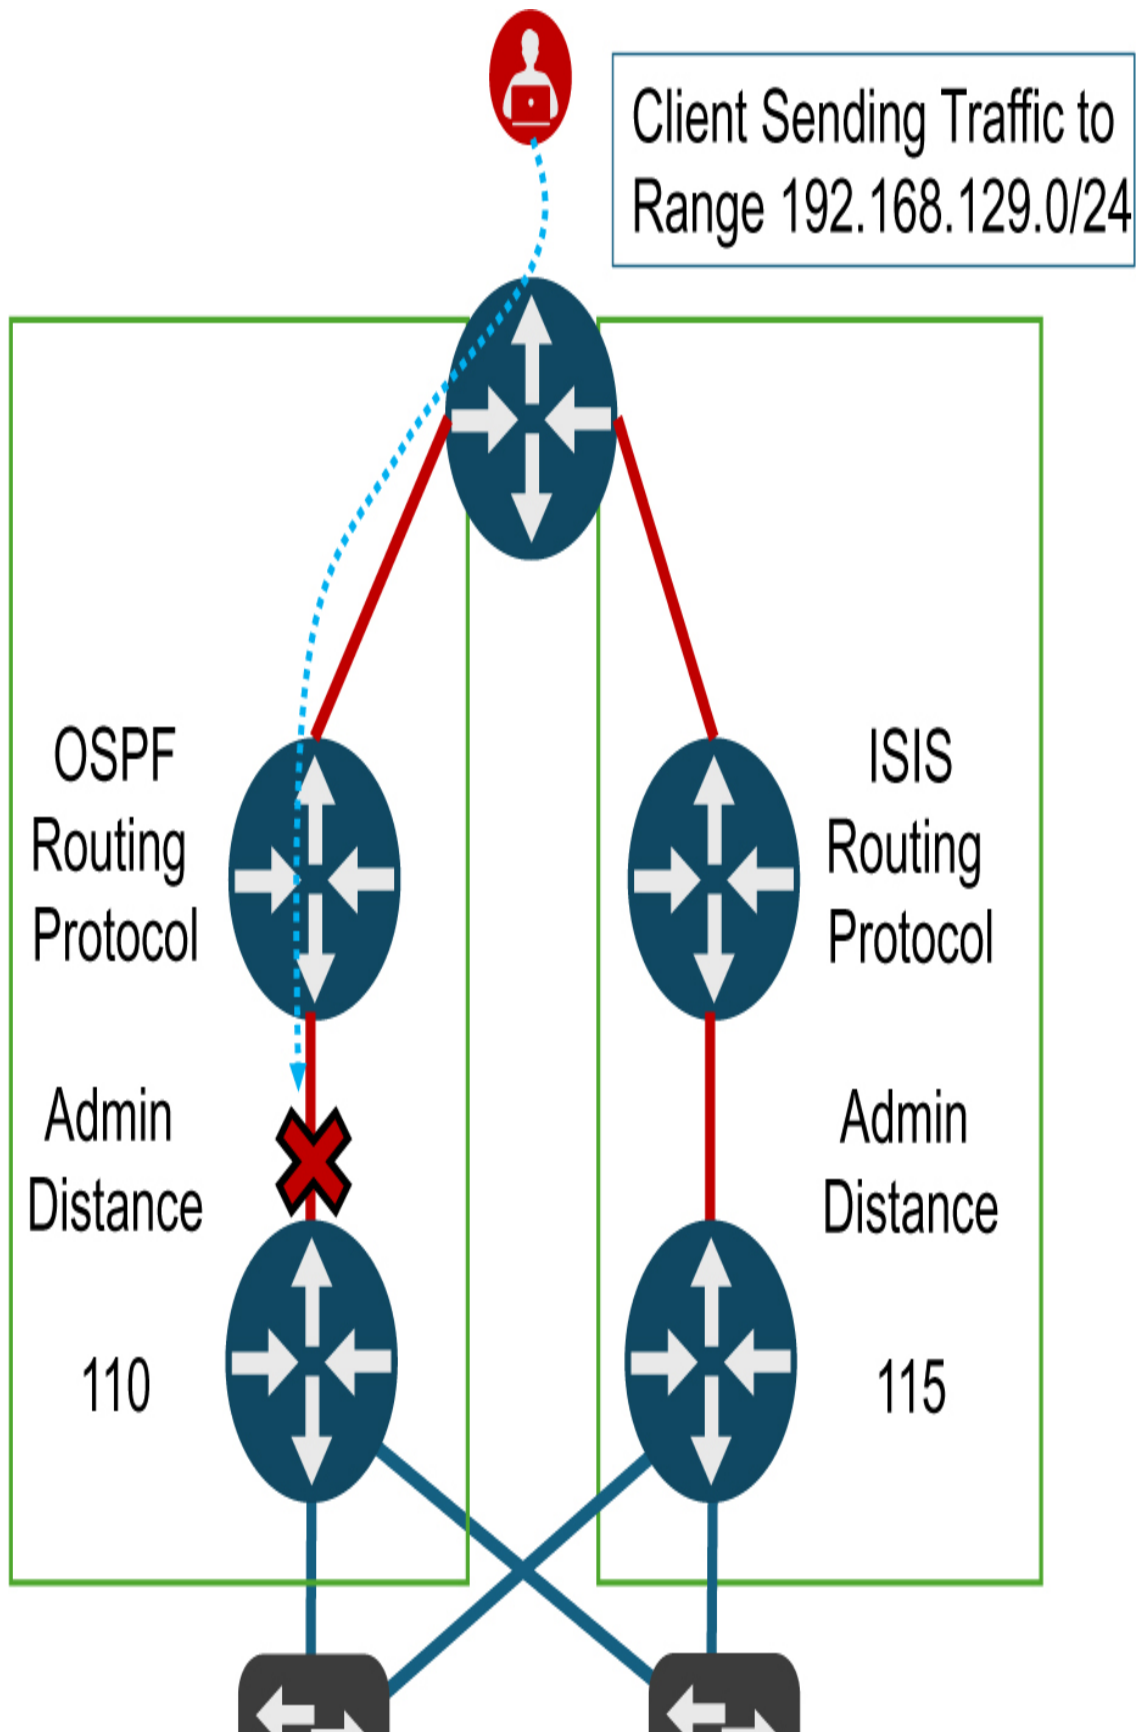 Client Sending Traffic to
Range 192.168.129.0/24
OSPF
Routing
Protocol
Admin
Distance
110
ISIS
Routing
Protocol
Admin
Distance
115